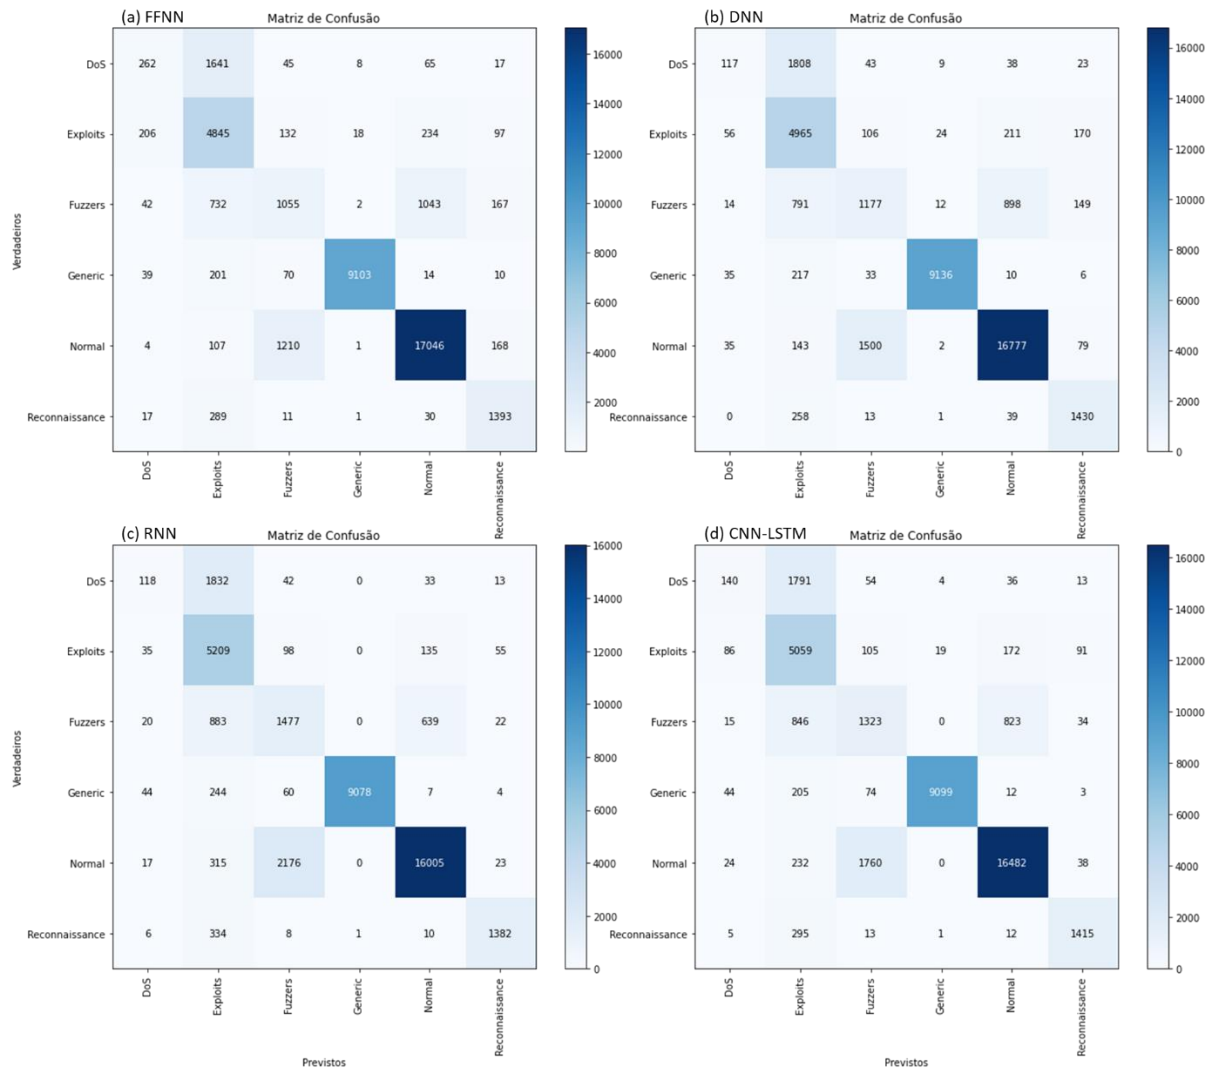 (a) FFNN
Matriz de Confusão
DoS 262 1641 45 8 65 17
Exploits 206 4845 132 18 234 97
Fuzzers 42 732 1055 2 1043 167
Generic 39 201 70 9103 14 10
Normal 4 107 1210 1 17046 168
Reconnaissance 17 289 11 1 30 1393
Verdadeiros
DoS Exploits Fuzzers Generic Normal Reconnaissance
16000
14000
12000
10000
8000
6000
4000
2000
(b) DNN
Matriz de Confusão
DoS 117 1808 43 9 38 23
Exploits 56 4965 106 24 211 170
Fuzzers 14 791 1177 12 898 149
Generic 35 217 33 9136 10 6
Normal 35 143 1500 2 16777 79
Reconnaissance 0 258 13 1 39 1430
DoS Exploits Fuzzers Generic Normal Reconnaissance
16000
14000
12000
10000
8000
6000
4000
2000
0
(c) RNN
Matriz de Confusão
DoS 118 1832 42 0 33 13
Exploits 35 5209 98 0 135 55
Fuzzers 20 883 1477 0 639 22
Generic 44 244 60 9078 7 4
Normal 17 315 2176 0 16005 23
Reconnaissance 6 334 8 1 10 1382
Verdadeiros
DoS Exploits Fuzzers Generic Normal Reconnaissance
Previstos
16000
14000
12000
10000
8000
6000
4000
2000
0
(d) CNN-LSTM
Matriz de Confusão
DoS 140 1791 54 4 36 13
Exploits 86 5059 105 19 172 91
Fuzzers 15 846 1323 0 823 34
Generic 44 205 74 9099 12 3
Normal 24 232 1760 0 16482 38
Reconnaissance 5 295 13 1 12 1415
DoS Exploits Fuzzers Generic Normal Reconnaissance
Previstos
16000
14000
12000
10000
8000
6000
4000
2000
0